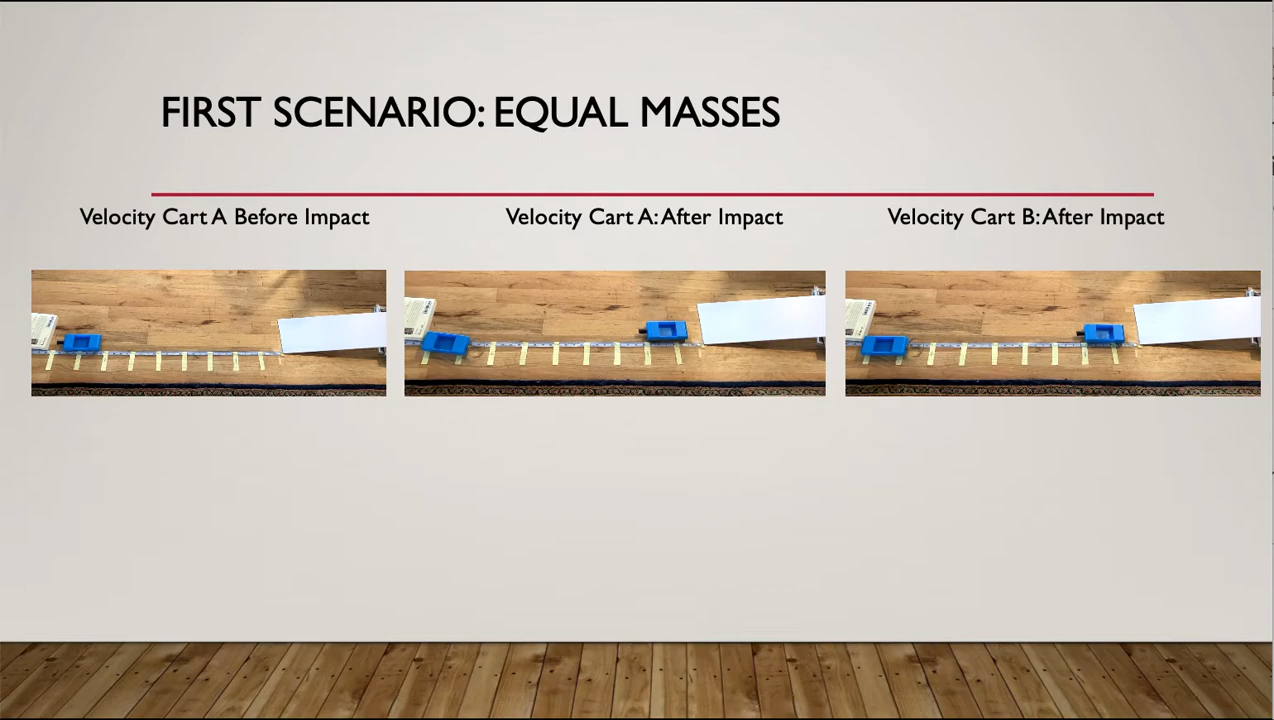 FIRST SCENARIO: EQUAL MASSES
Velocity Cart A Before Impact
Velocity Cart A: After Impact
Velocity Cart B: After Impact